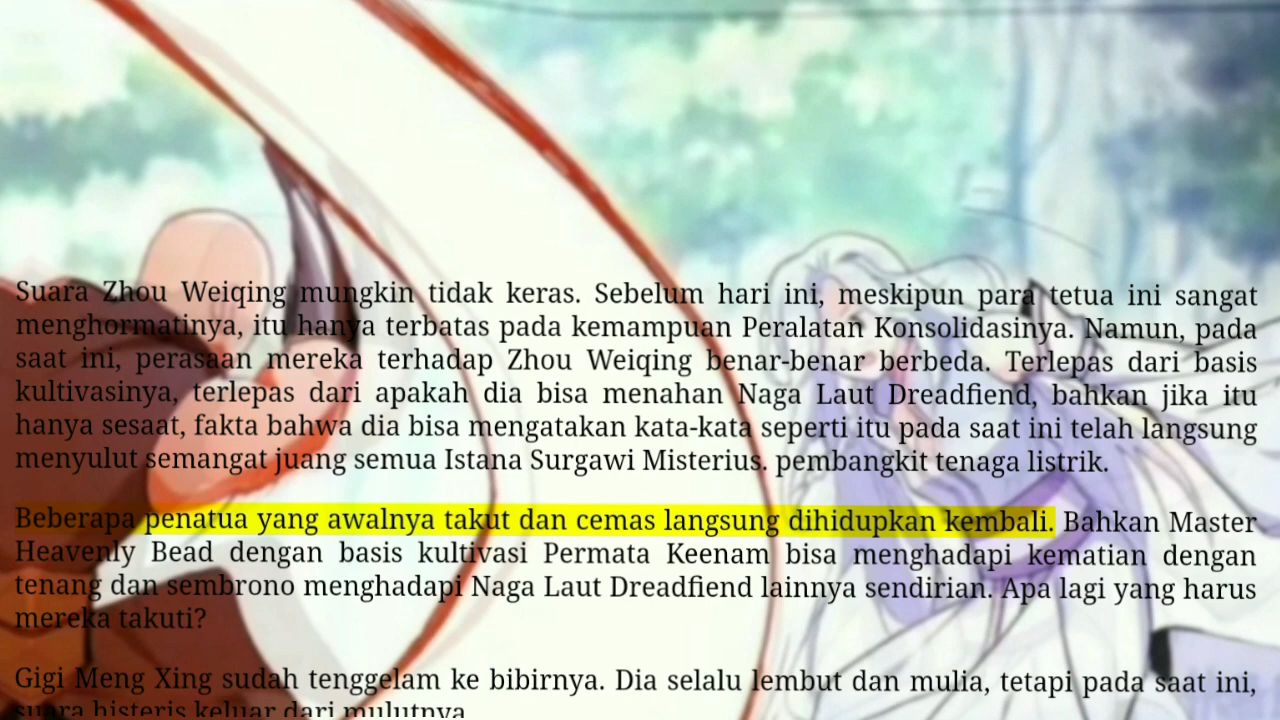 Suara Zhou Weiqing mungkin tidak keras. Sebelum hari ini, meskipun para tetua ini sangat
menghormatinya, itu hanya terbatas pada kemampuan Peralatan Konsolidasinya. Namun, pada
saat ini, perasaan mereka terhadap Zhou Weiqing benar-benar berbeda. Terlepas dari basis
kultivasinya, terlepas dari apakah dia bisa menahan Naga Laut Dreadfiend, bahkan jika itu
hanya sesaat, fakta bahwa dia bisa mengatakan kata-kata seperti itu pada saat ini telah langsung
menyulut semangat juang semua Istana Surgawi Misterius. pembangkit tenaga listrik.
Beberapa penatua yang awalnya takut dan cemas langsung dihidupkan kembali. Bahkan Master
Heavenly Bead dengan basis kultivasi Permata Keenam bisa menghadapi kematian dengan
tenang dan sembrono menghadapi Naga Laut Dreadfiend lainnya sendirian. Apa lagi yang harus
mereka takuti?
Gigi Meng Xing sudah tenggelam ke bibirnya. Dia selalu lembut dan mulia, tetapi pada saat ini,
suara histeris keluar dari mulutnya.